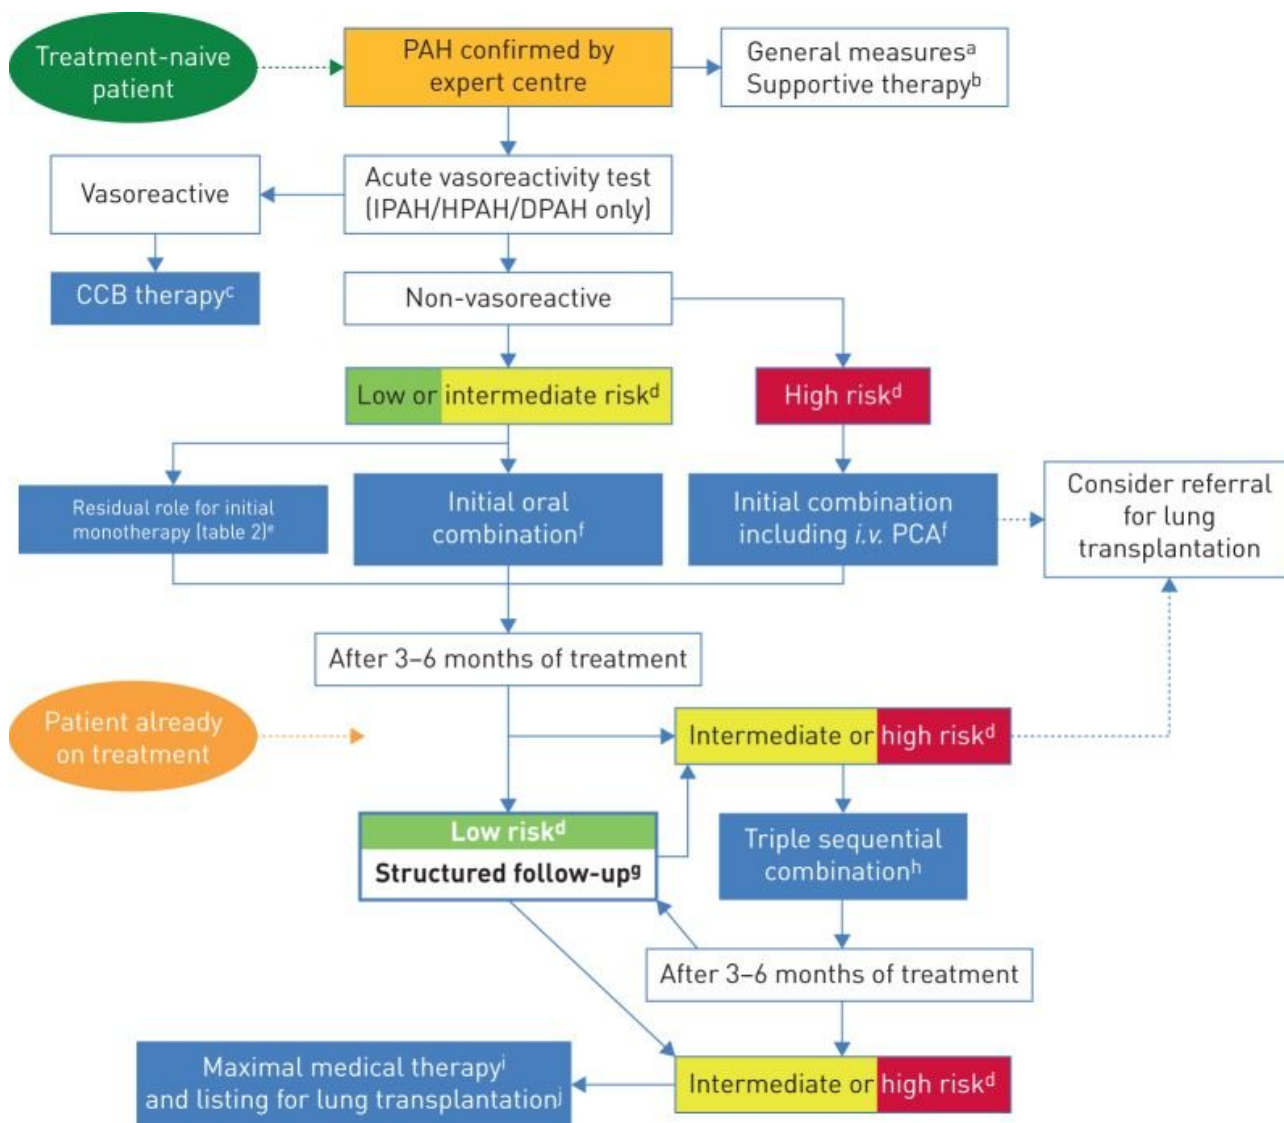 Treatment-naive
patient
PAH confirmed by
expert centre
General measuresᵃ
Supportive therapyᵇ
Vasoreactive
Acute vasoreactivity test
(IPAH/HPAH/DPAH only)
CCB therapyᶜ
Non-vasoreactive
Low or intermediate riskᵈ
High riskᵈ
Residual role for initial
monotherapy (table 2)ᵉ
Initial oral
combinationᶠ
Initial combination
including i.v. PCAᶠ
Consider referral
for lung
transplantation
After 3–6 months of treatment
Patient already
on treatment
Intermediate or high riskᵈ
Low riskᵈ
Structured follow-upᵍ
Triple sequential
combinationʰ
After 3–6 months of treatment
Maximal medical therapyⁱ
and listing for lung transplantationʲ
Intermediate or high riskᵈ